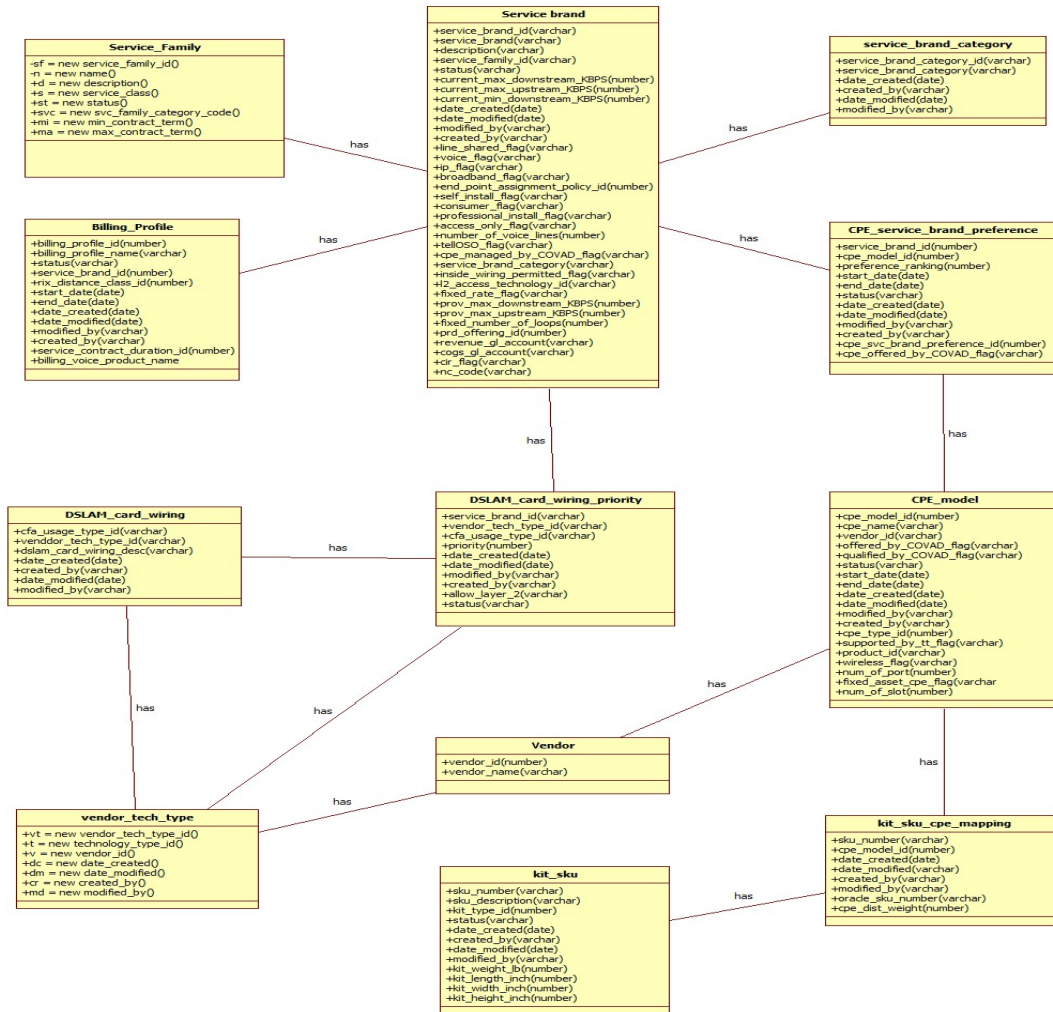 Service_Family
-sf = new service_family_id()
-n = new name()
+d = new description()
+s = new service_class()
+st = new status()
+svc = new svc_family_category_code()
+mi = new min_contract_term()
+ma = new max_contract_term()
has
Service brand
+service_brand_id(varchar)
+service_brand(varchar)
+description(varchar)
+service_family_id(varchar)
+status(varchar)
+current_max_downstream_KBPS(number)
+current_max_upstream_KBPS(number)
+current_min_downstream_KBPS(number)
+date_created(date)
+date_modified(date)
+modified_by(varchar)
+created_by(varchar)
+line_shared_flag(varchar)
+voice_flag(varchar)
+ip_flag(varchar)
+broadband_flag(varchar)
+end_point_assignment_policy_id(number)
+self_install_flag(varchar)
+consumer_flag(varchar)
+professional_install_flag(varchar)
+access_only_flag(varchar)
+number_of_voice_lines(number)
+tellOSO_flag(varchar)
+cpe_managed_by_COVAD_flag(varchar)
+service_brand_category(varchar)
+inside_wiring_permitted_flag(varchar)
+l2_access_technology_id(varchar)
+fixed_rate_flag(varchar)
+prov_max_downstream_KBPS(number)
+prov_max_upstream_KBPS(number)
+fixed_number_of_loops(number)
+prd_offering_id(number)
+revenue_gl_account(varchar)
+cogs_gl_account(varchar)
+cir_flag(varchar)
+nc_code(varchar)
has
service_brand_category
+service_brand_category_id(varchar)
+service_brand_category(varchar)
+date_created(date)
+created_by(varchar)
+date_modified(date)
+modified_by(varchar)
Billing_Profile
+billing_profile_id(number)
+billing_profile_name(varchar)
+status(varchar)
+service_brand_id(number)
+rix_distance_class_id(number)
+start_date(date)
+end_date(date)
+date_created(date)
+date_modified(date)
+modified_by(varchar)
+created_by(varchar)
+service_contract_duration_id(number)
+billing_voice_product_name
has
has
CPE_service_brand_preference
+service_brand_id(number)
+cpe_model_id(number)
+preference_ranking(number)
+start_date(date)
+end_date(date)
+status(varchar)
+date_created(date)
+date_modified(date)
+modified_by(varchar)
+created_by(varchar)
+cpe_svc_brand_preference_id(number)
+cpe_offered_by_COVAD_flag(varchar)
has
has
DSLAM_card_wiring
+cfa_usage_type_id(varchar)
+venddor_tech_type_id(varchar)
+dslam_card_wiring_desc(varchar)
+date_created(date)
+created_by(varchar)
+date_modified(date)
+modified_by(varchar)
has
DSLAM_card_wiring_priority
+service_brand_id(varchar)
+vendor_tech_type_id(varchar)
+cfa_usage_type_id(varchar)
+priority(number)
+date_created(date)
+date_modified(date)
+modified_by(varchar)
+created_by(varchar)
+allow_layer_2(varchar)
+status(varchar)
CPE_model
+cpe_model_id(number)
+cpe_name(varchar)
+vendor_id(varchar)
+offered_by_COVAD_flag(varchar)
+qualified_by_COVAD_flag(varchar)
+status(varchar)
+start_date(date)
+end_date(date)
+date_created(date)
+date_modified(date)
+modified_by(varchar)
+created_by(varchar)
+cpe_type_id(number)
+supported_by_tt_flag(varchar)
+product_id(varchar)
+wireless_flag(varchar)
+num_of_port(number)
+fixed_asset_cpe_flag(varchar
+num_of_slot(number)
has
has
has
Vendor
+vendor_id(number)
+vendor_name(varchar)
has
has
vendor_tech_type
+vt = new vendor_tech_type_id()
+t = new technology_type_id()
+v = new vendor_id()
+dc = new date_created()
+dm = new date_modified()
+cr = new created_by()
+md = new modified_by()
kit_sku_cpe_mapping
+sku_number(varchar)
+cpe_model_id(number)
+date_created(date)
+date_modified(varchar)
+created_by(varchar)
+modified_by(varchar)
+oracle_sku_number(varchar)
+cpe_dist_weight(number)
has
kit_sku
+sku_number(varchar)
+sku_description(varchar)
+kit_type_id(number)
+status(varchar)
+date_created(date)
+created_by(varchar)
+date_modified(date)
+modified_by(varchar)
+kit_weight_lb(number)
+kit_length_inch(number)
+kit_width_inch(number)
+kit_height_inch(number)